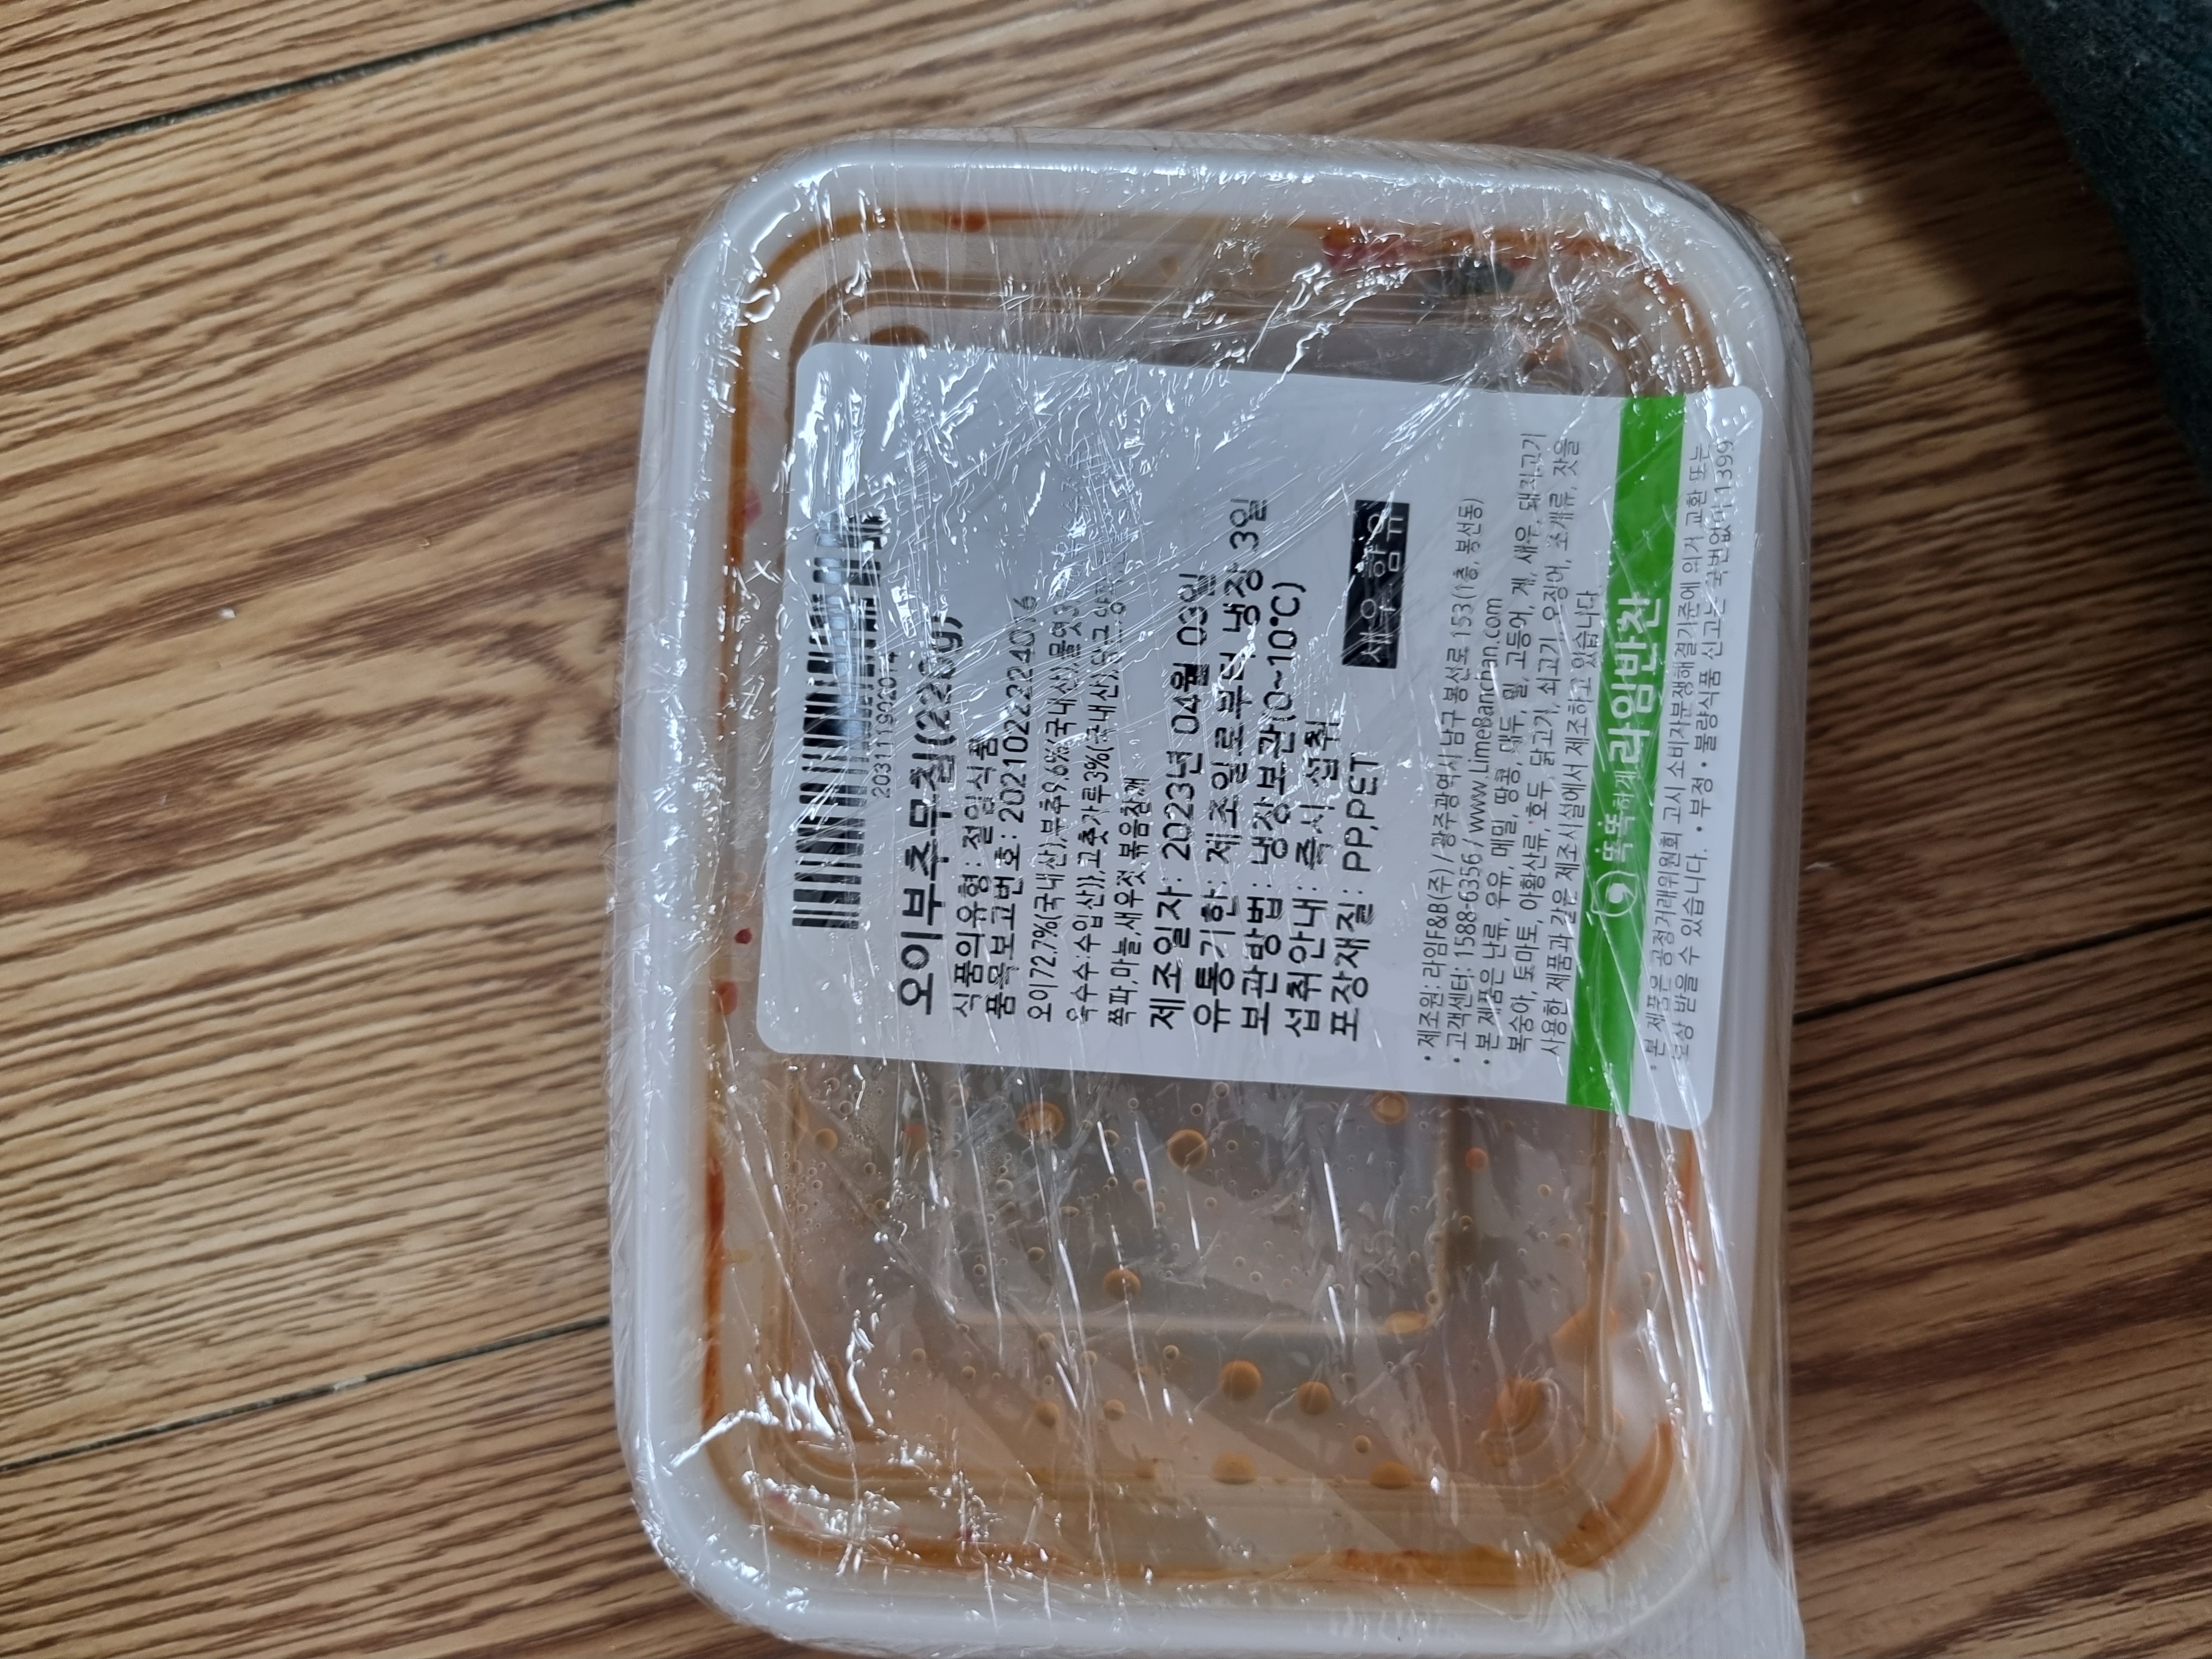 오이부추무침
식품의유형: 절임식품
품목보고번호: 2021022224016
오이72.7%(국내산),부추9.6%(국내산),물엿
옥수수:수입산)},고춧가루3%(국내산),당근
쪽파,마늘,새우젓,볶음참깨
제조일자: 2023년 04월 03일
유통기한: 제조일로부터 냉장 3일
보관방법: 냉장보관(0~10℃)
섭취안내: 즉시 섭취
포장재질: PP,PET
새우 함유
• 제조원: 라임F&B(주) / 광주광역시 남구 봉선로 153(1층, 봉선동)
• 고객센터: 1588-6356 / www.LimeBanchan.com
• 본 제품은 난류, 우유, 메밀, 땅콩, 대두, 밀, 고등어, 게, 새우, 돼지고기
복숭아, 토마토, 아황산류, 호두, 닭고기, 쇠고기, 오징어, 조개류, 잣을
사용한 제품과 같은 제조시설에서 제조하고 있습니다.
똑똑하게 라임반찬
• 본 제품은 공정거래위원회 고시 소비자분쟁해결기준에 의거 교환 또는
보상 받을 수 있습니다. • 부정 • 불량식품 신고는 국번없이 1399